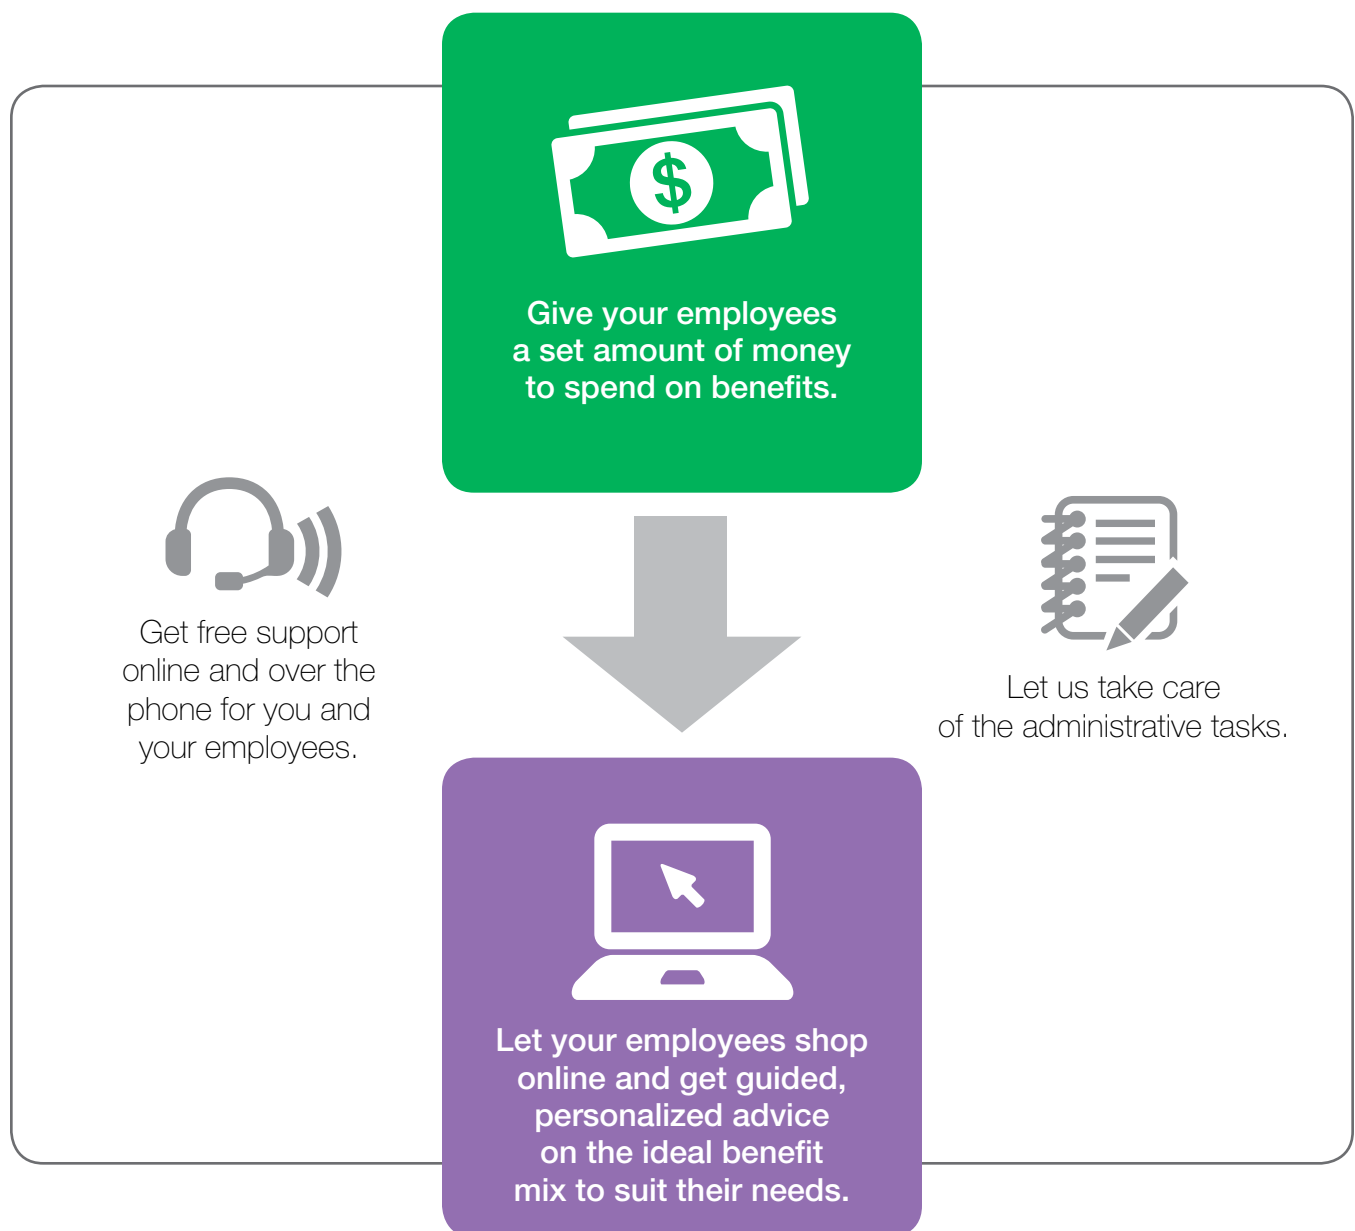 $
Give your employees
a set amount of money
to spend on benefits.
Get free support
online and over the
phone for you and
your employees.
Let us take care
of the administrative tasks.
Let your employees shop
online and get guided,
personalized advice
on the ideal benefit
mix to suit their needs.